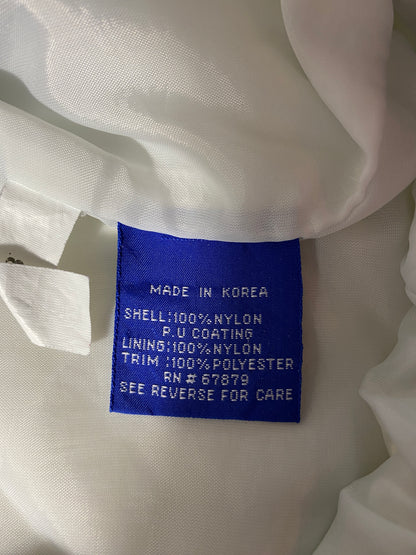 MADE IN KOREA
SHELL:100% NYLON
P.U COATING
LINING:100% NYLON
TRIM:100% POLYESTER
RN # 67879
SEE REVERSE FOR CARE